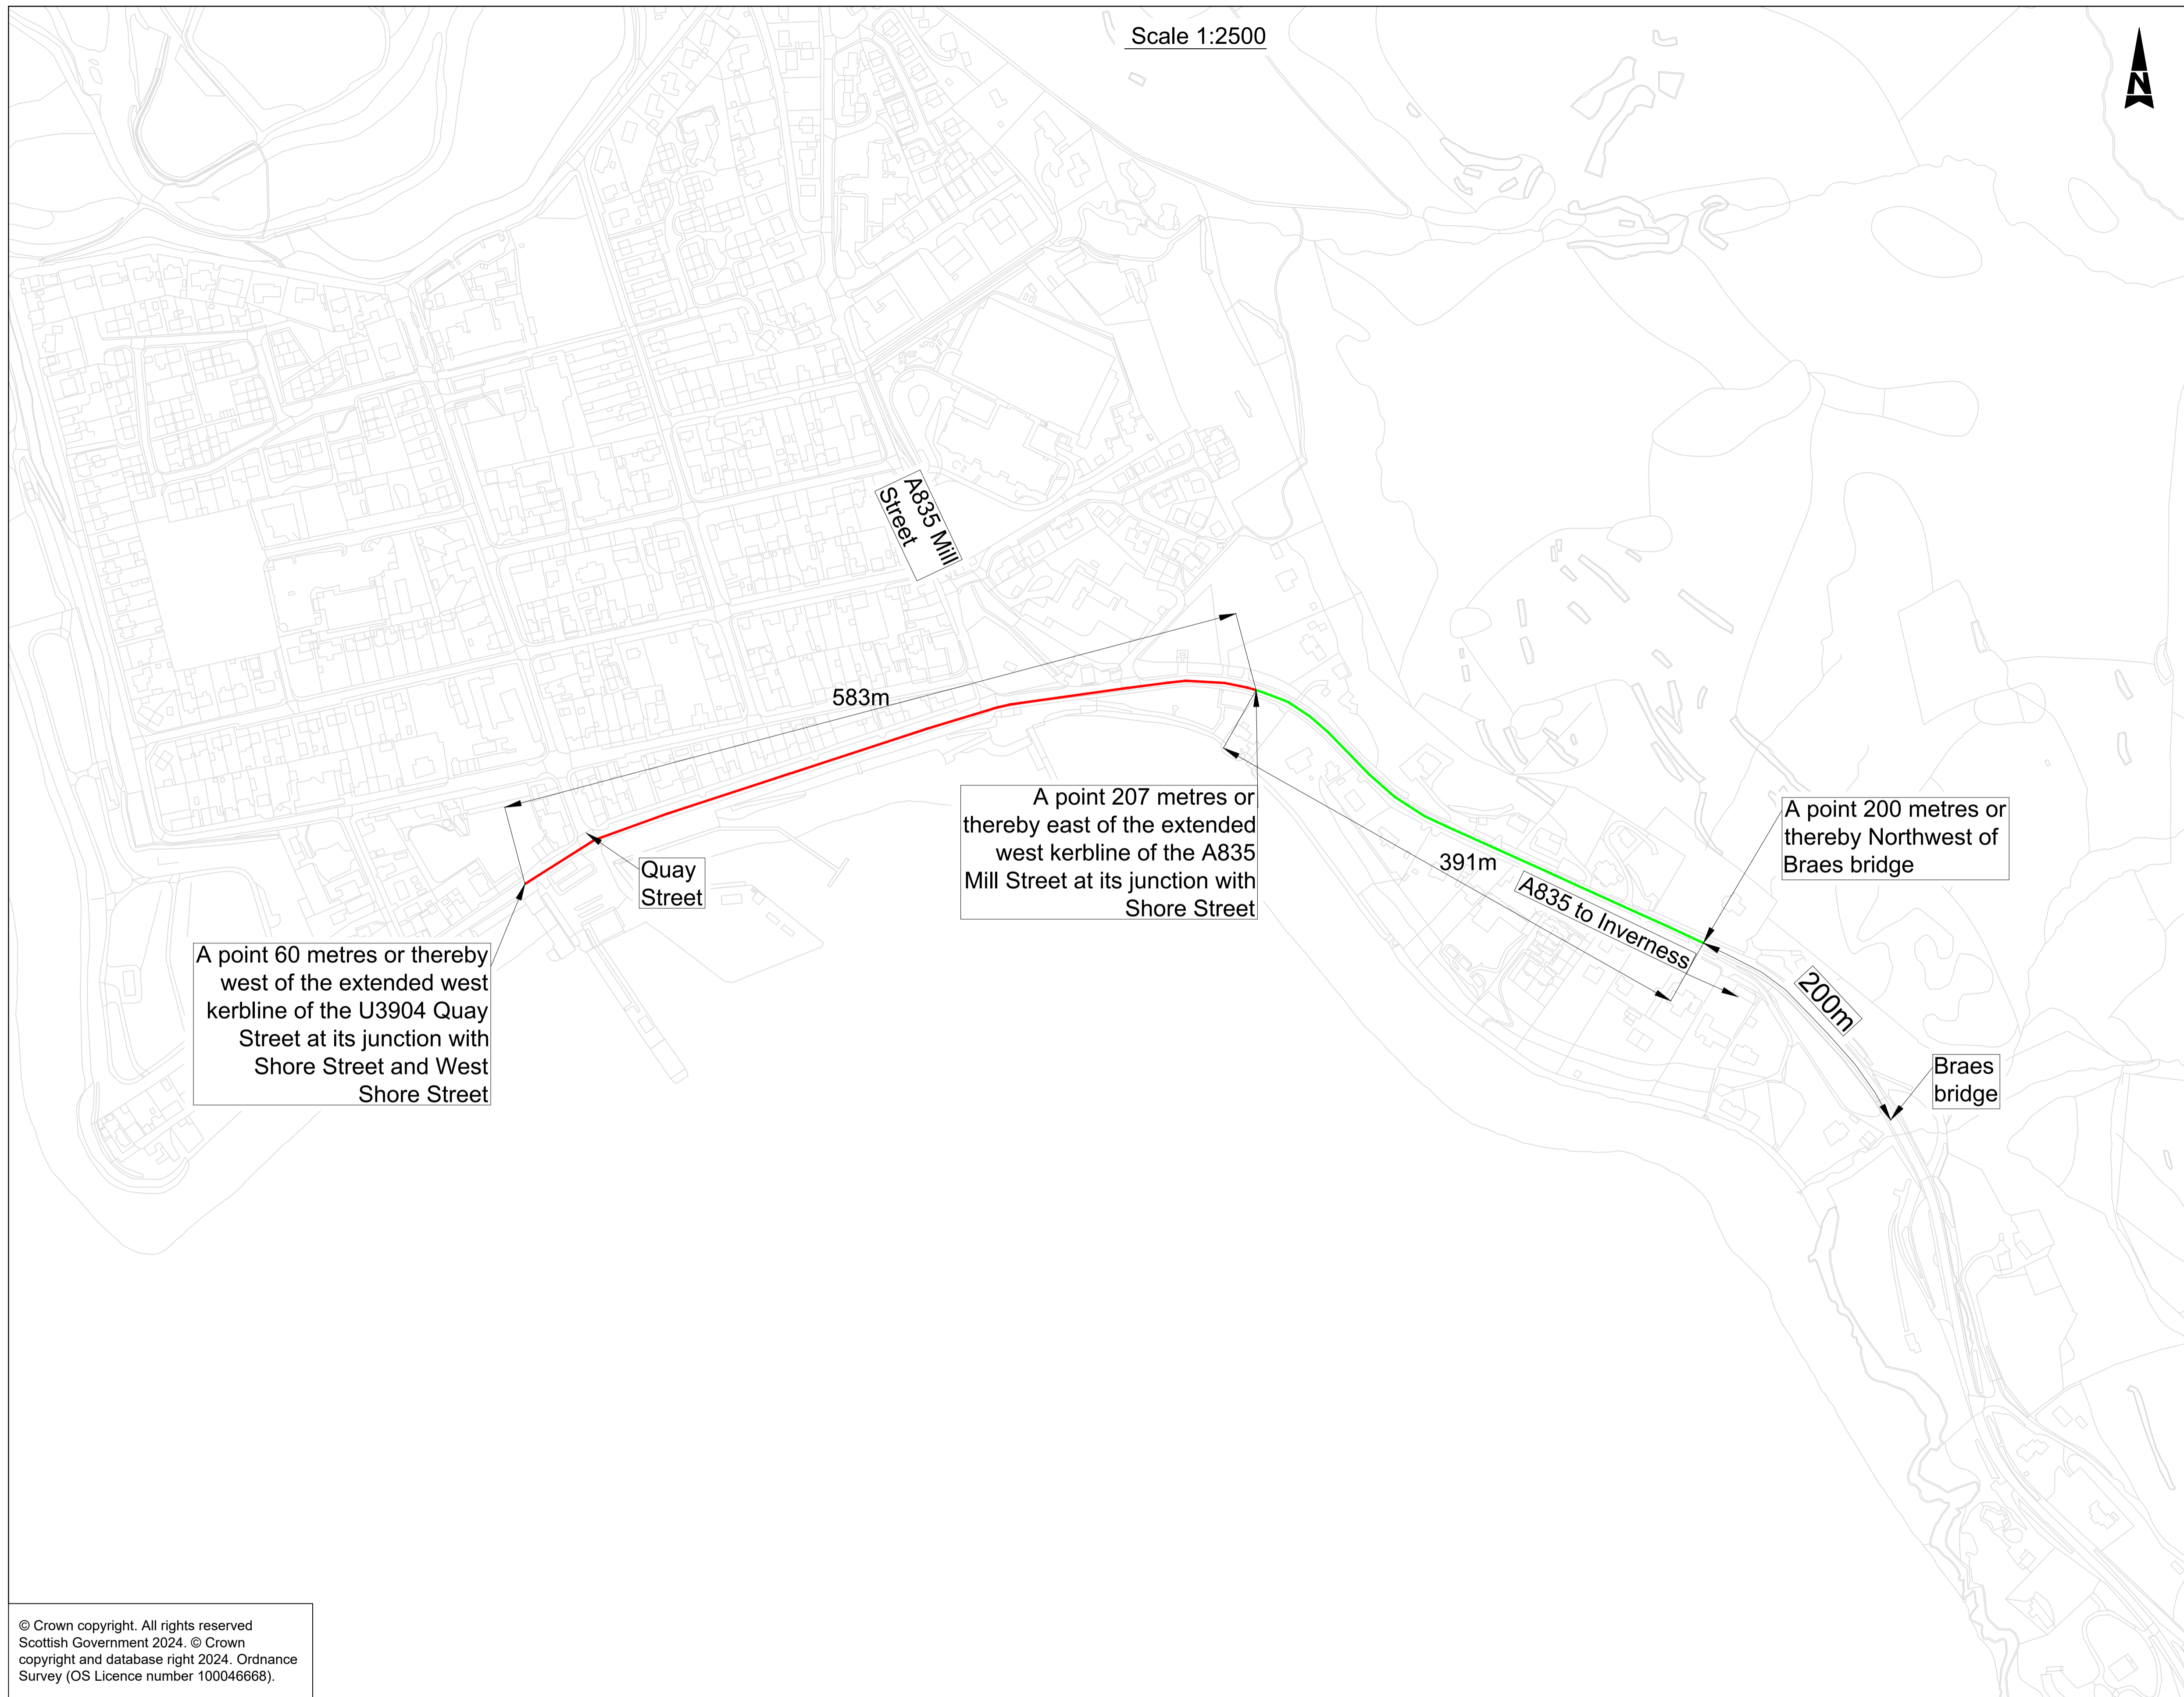 Scale 1:2500
N
A835 Mill
Street
583m
A point 207 metres or
thereby east of the extended
west kerbline of the A835
Mill Street at its junction with
Shore Street
A point 200 metres or
thereby Northwest of
Braes bridge
391m
Quay
Street
A835 to Inverness
A point 60 metres or thereby
west of the extended west
kerbline of the U3904 Quay
Street at its junction with
Shore Street and West
Shore Street
200m
Braes
bridge
© Crown copyright. All rights reserved
Scottish Government 2024. © Crown
copyright and database right 2024. Ordnance
Survey (OS Licence number 100046668).